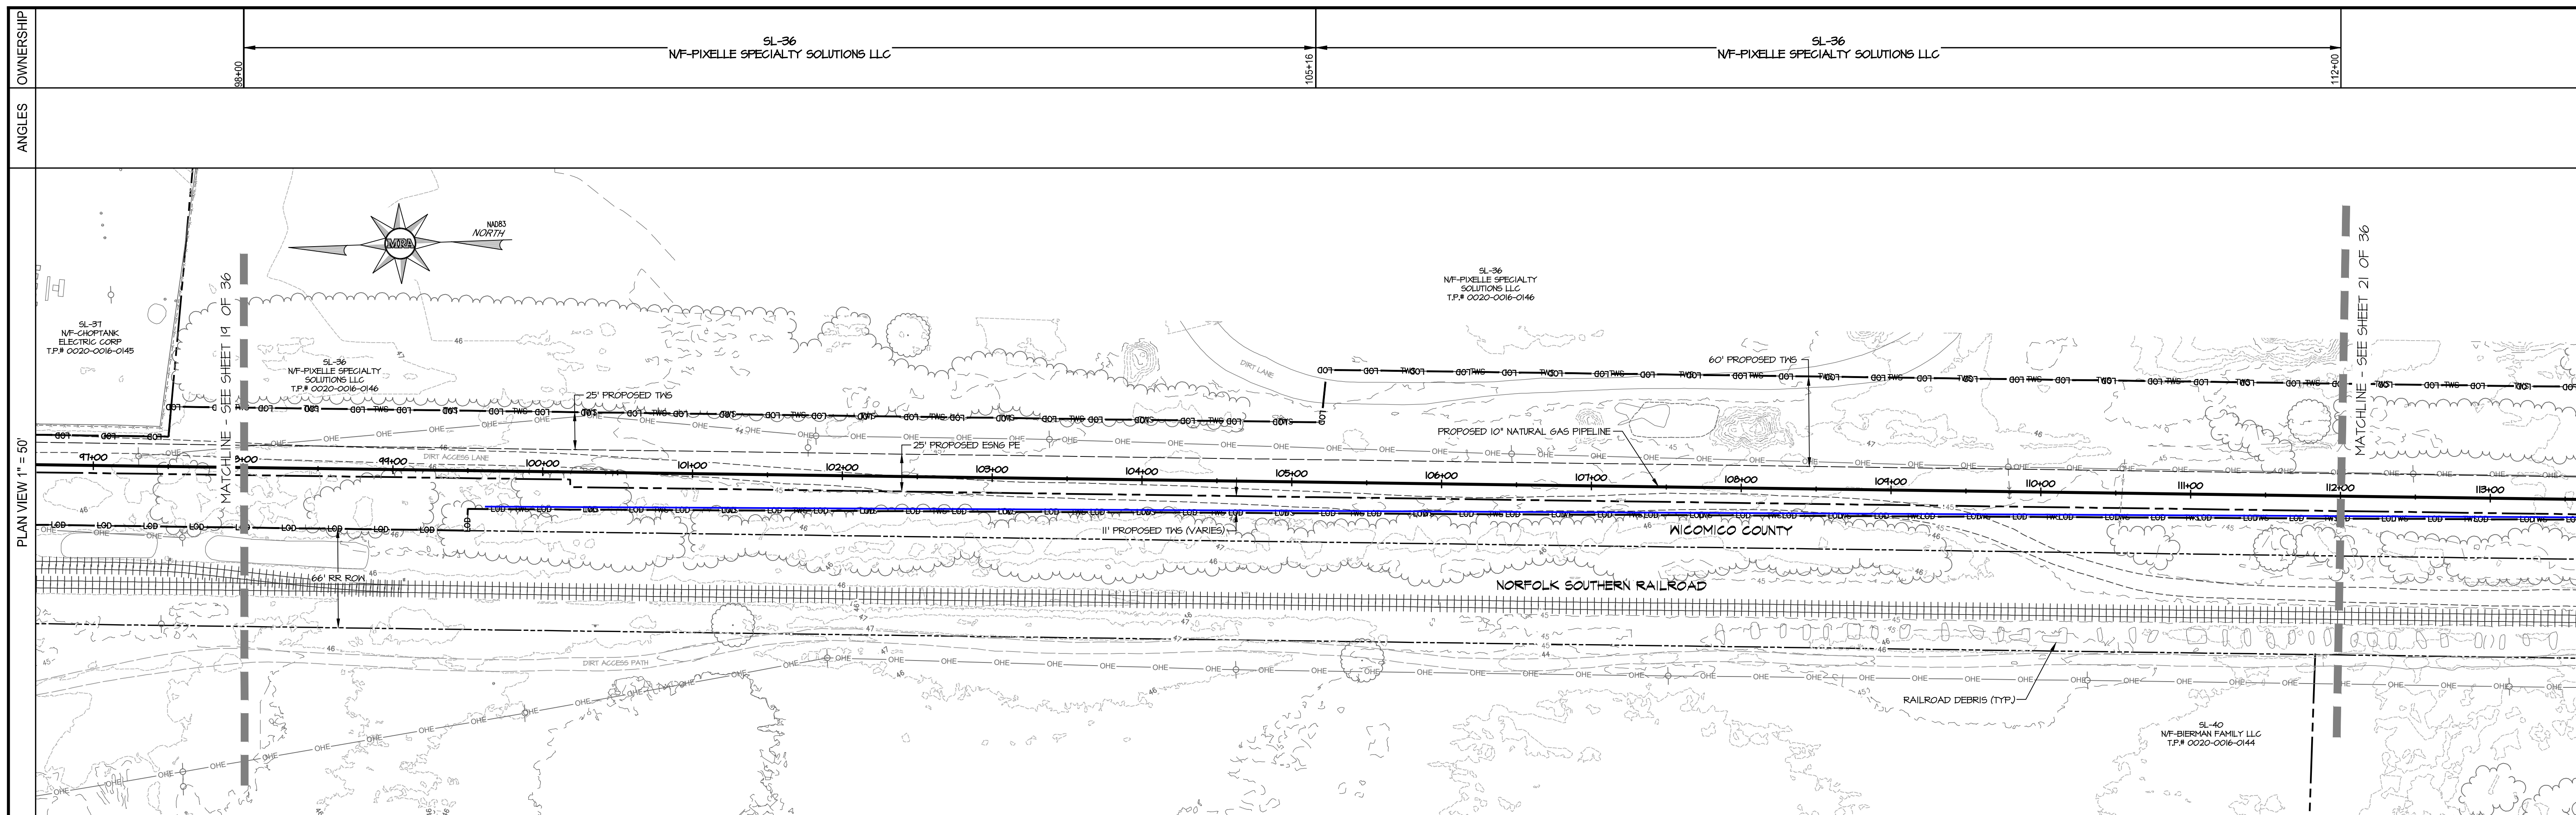 OWNERSHIP
SL-36
N/F-PIXELLE SPECIALTY SOLUTIONS LLC
SL-36
N/F-PIXELLE SPECIALTY SOLUTIONS LLC
98+00
105+16
112+00
ANGLES
PLAN VIEW 1" = 50'
NAD83
NORTH
MRA
MATCHLINE - SEE SHEET 19 OF 36
MATCHLINE - SEE SHEET 21 OF 36
SL-37
N/F-CHOPTANK
ELECTRIC CORP
T.P.# 0020-0016-0145
SL-36
N/F-PIXELLE SPECIALTY
SOLUTIONS LLC
T.P.# 0020-0016-0146
SL-36
N/F-PIXELLE SPECIALTY
SOLUTIONS LLC
T.P.# 0020-0016-0146
DIRT LANE
60' PROPOSED TWS
25' PROPOSED TWS
25' PROPOSED ESNG PE
PROPOSED 10" NATURAL GAS PIPELINE
DIRT ACCESS LANE
97+00
99+00
100+00
101+00
102+00
103+00
104+00
105+00
106+00
107+00
108+00
109+00
110+00
111+00
112+00
113+00
11' PROPOSED TWS (VARIES)
WICOMICO COUNTY
66' RR ROW
NORFOLK SOUTHERN RAILROAD
DIRT ACCESS PATH
RAILROAD DEBRIS (TYP.)
SL-40
N/F-BIERMAN FAMILY LLC
T.P.# 0020-0016-0144